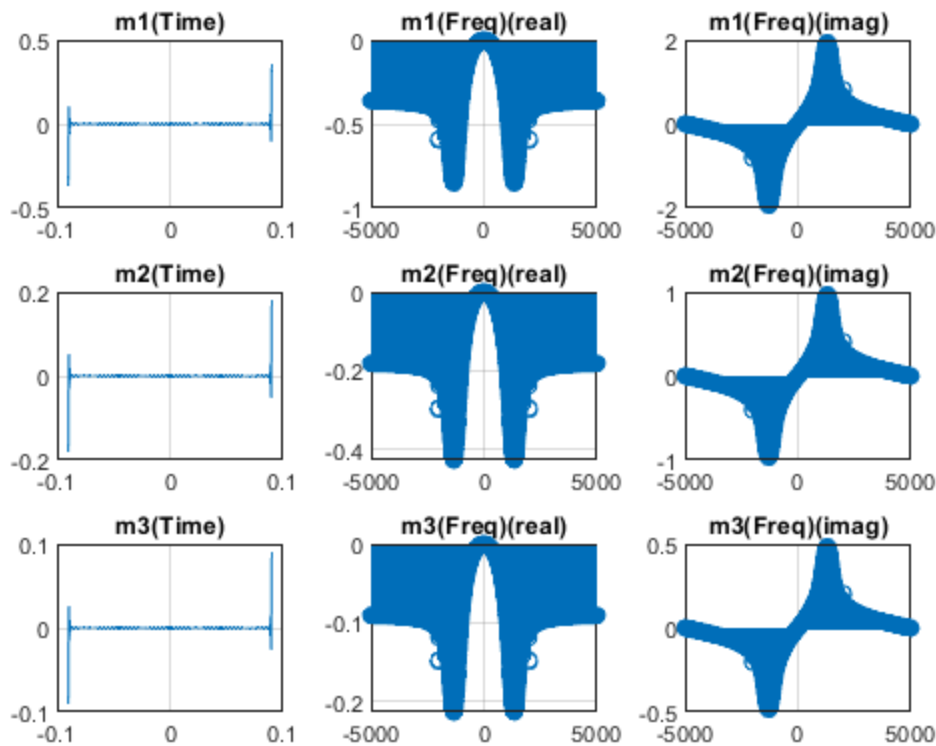 m1(Time) m1(Freq)(real) m1(Freq)(imag)
0.5 0 2
0 -0.5 0
-0.5 -1 -2
-0.1 0 0.1 -5000 0 5000 -5000 0 5000
m2(Time) m2(Freq)(real) m2(Freq)(imag)
0.2 0 1
0 -0.2 0
-0.2 -0.4 -1
-0.1 0 0.1 -5000 0 5000 -5000 0 5000
m3(Time) m3(Freq)(real) m3(Freq)(imag)
0.1 0 0.5
0 -0.1 0
-0.1 -0.2 -0.5
-0.1 0 0.1 -5000 0 5000 -5000 0 5000